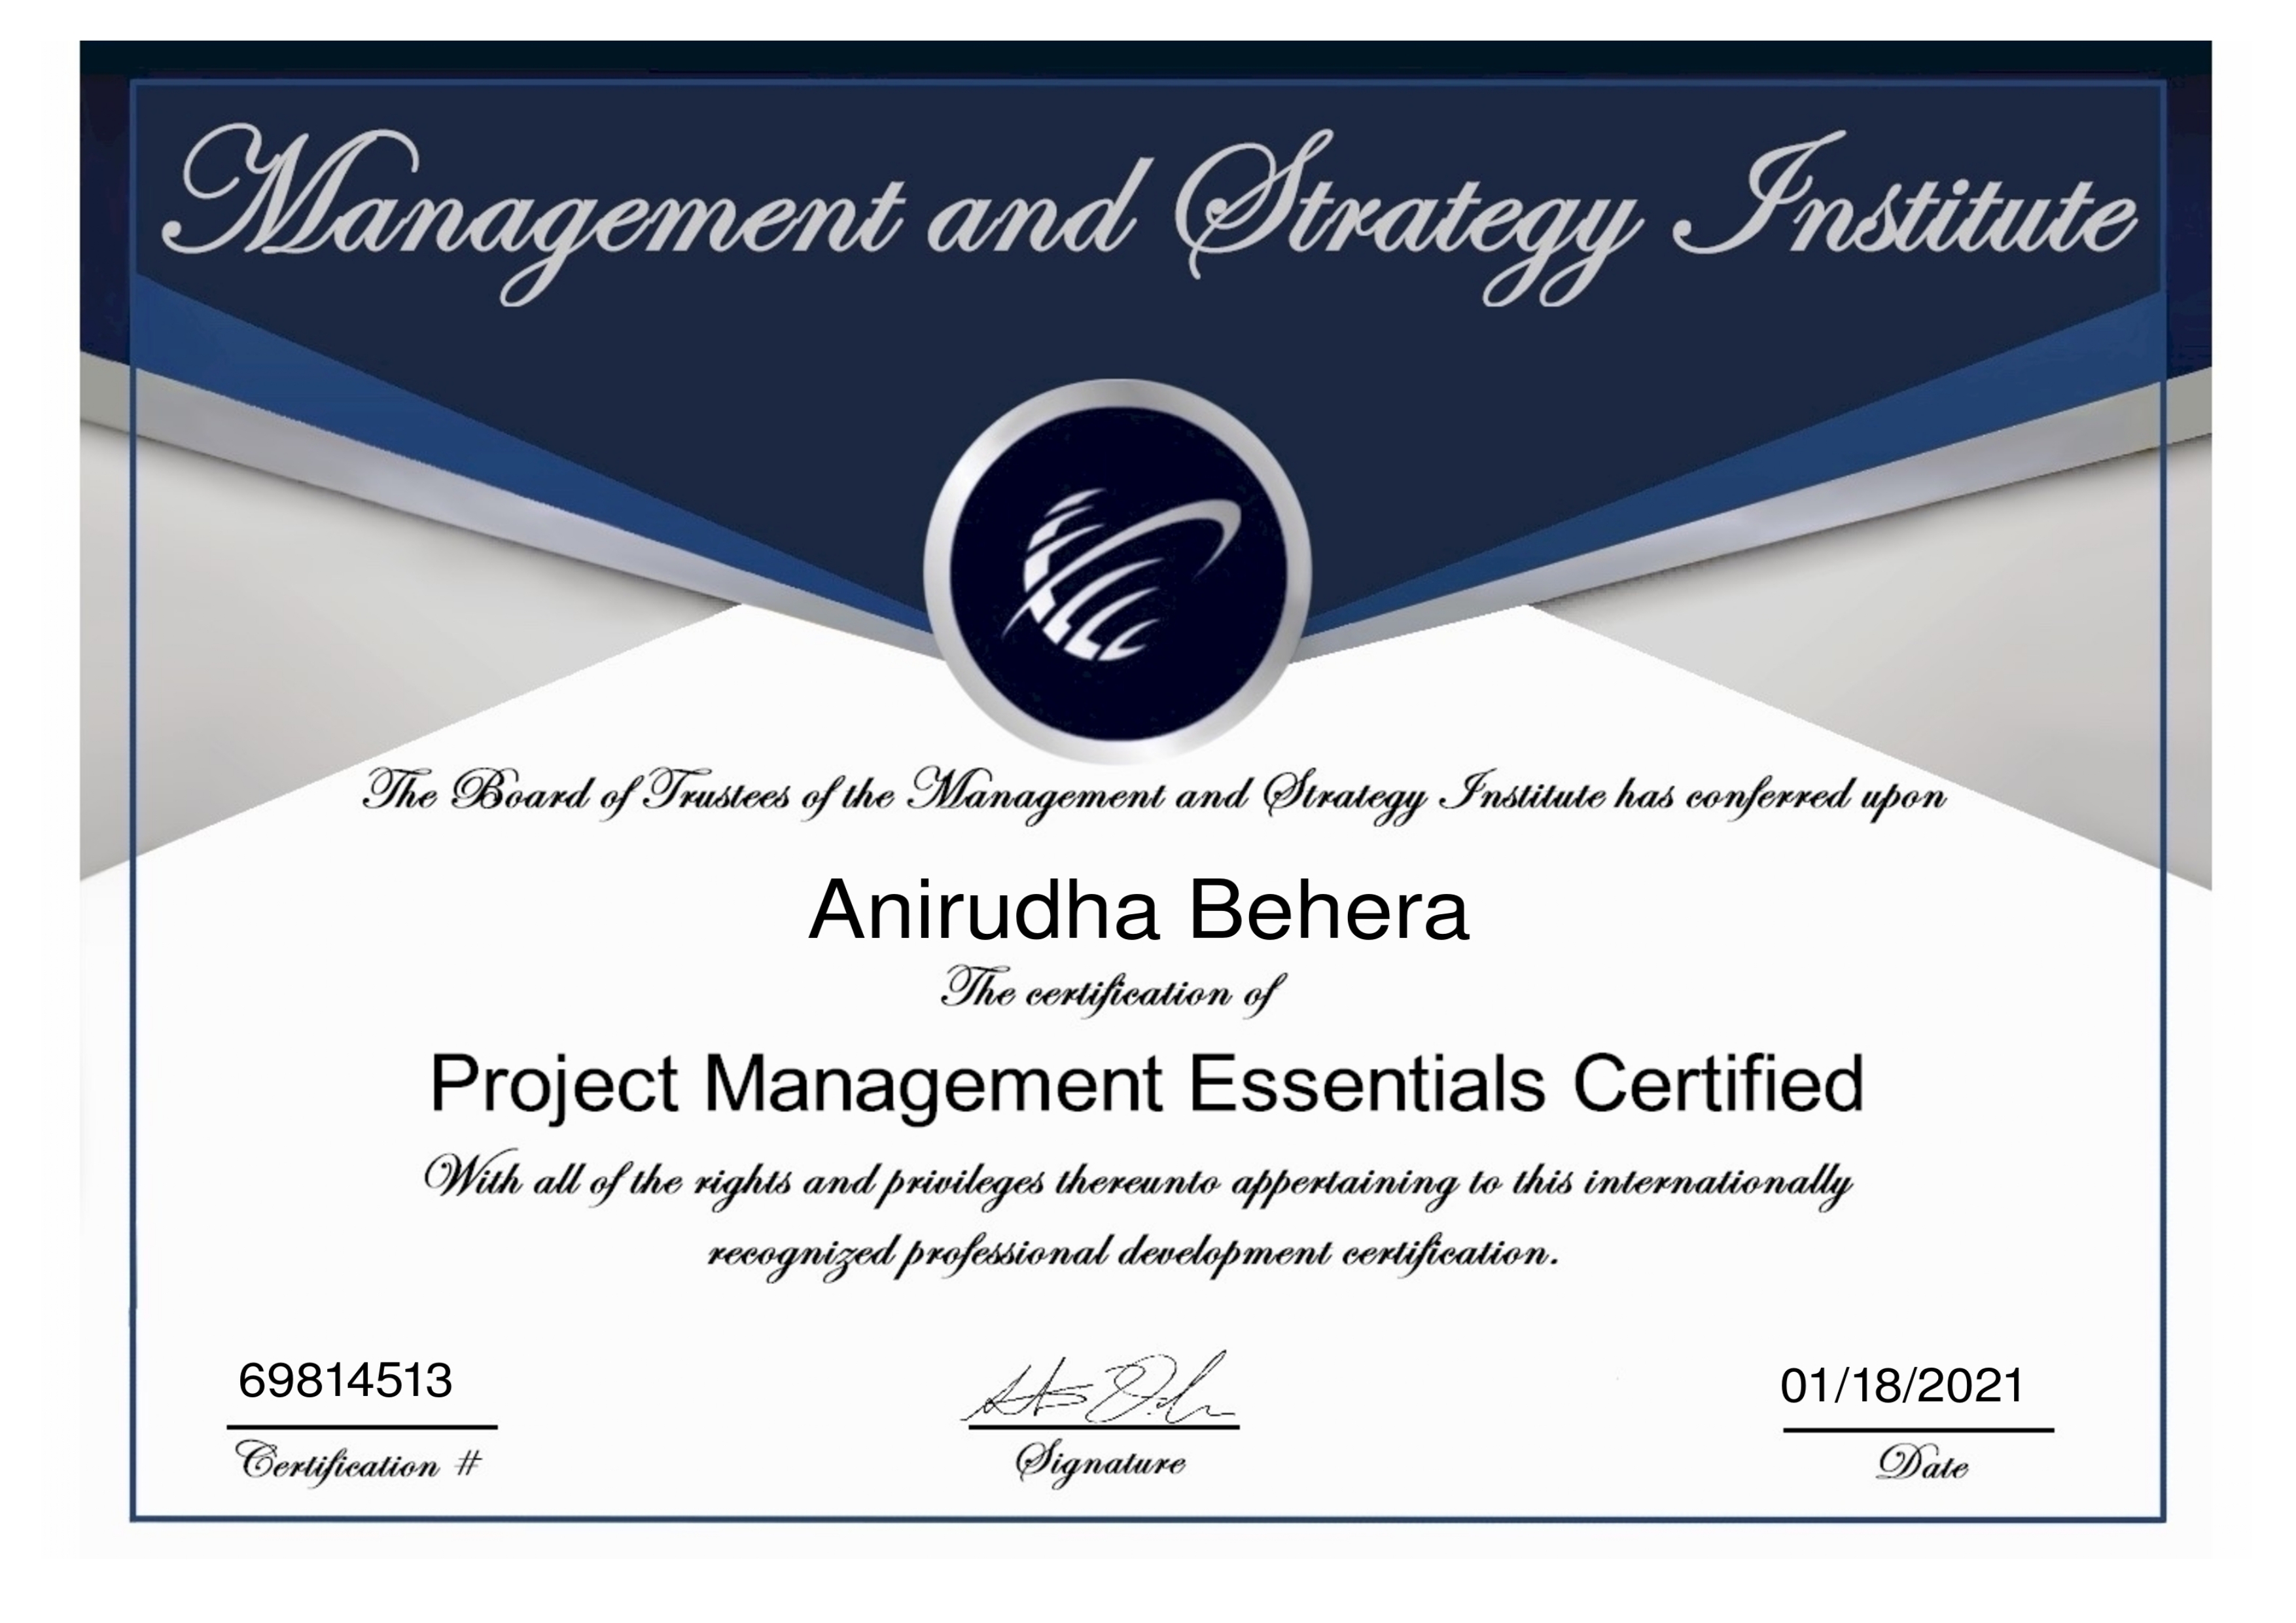 Management and Strategy Institute
The Board of Trustees of the Management and Strategy Institute has conferred upon
Anirudha Behera
The certification of
Project Management Essentials Certified
With all of the rights and privileges thereunto appertaining to this internationally
recognized professional development certification.
69814513
01/18/2021
Certification #
Signature
Date